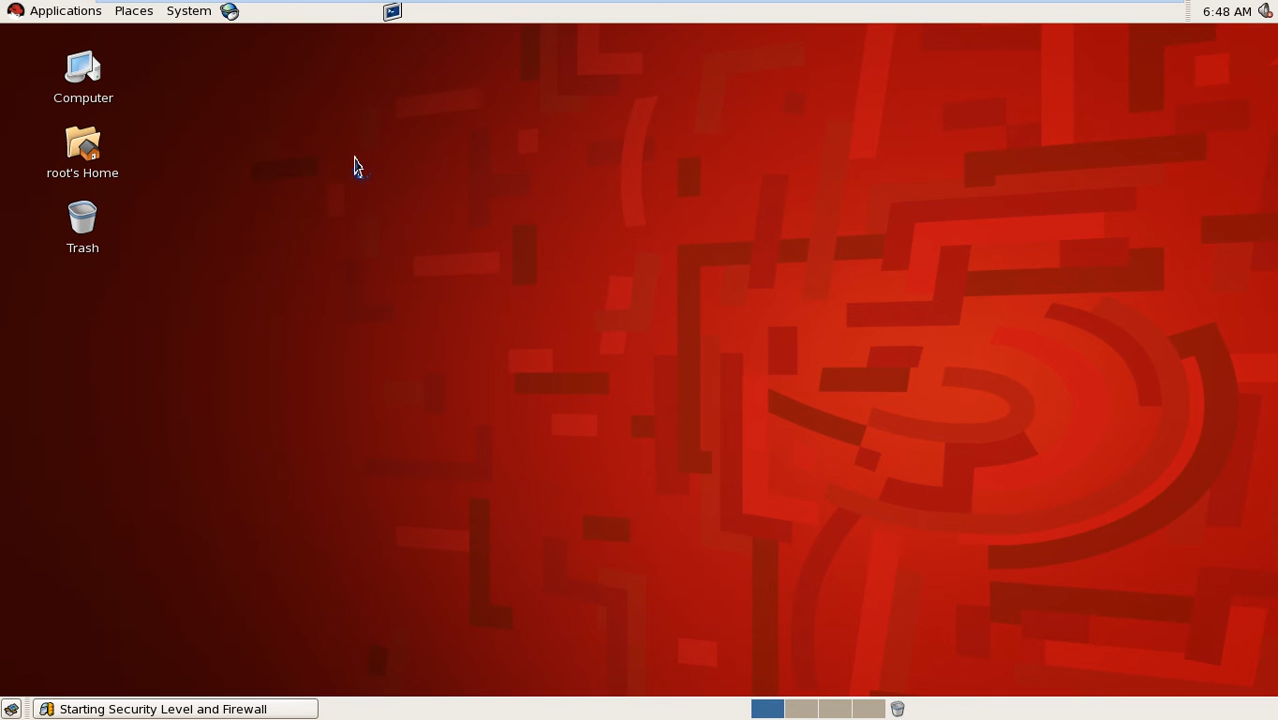 Applications Places System
6:48 AM
Computer
root's Home
Trash
Starting Security Level and Firewall